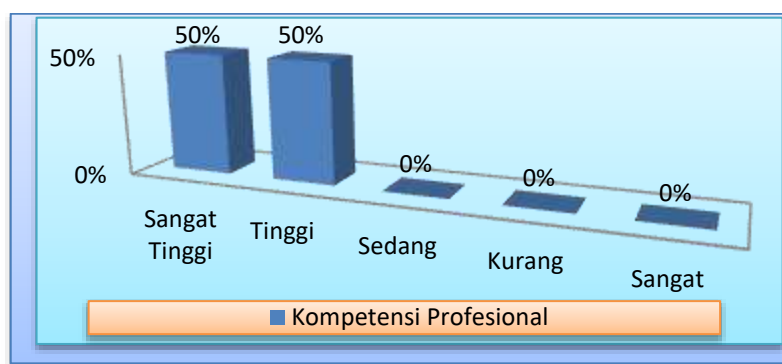 50% 50%
50%
0% 0% 0%
0%
Sangat
Tinggi
Tinggi
Sedang
Kurang
Sangat
Kompetensi Profesional